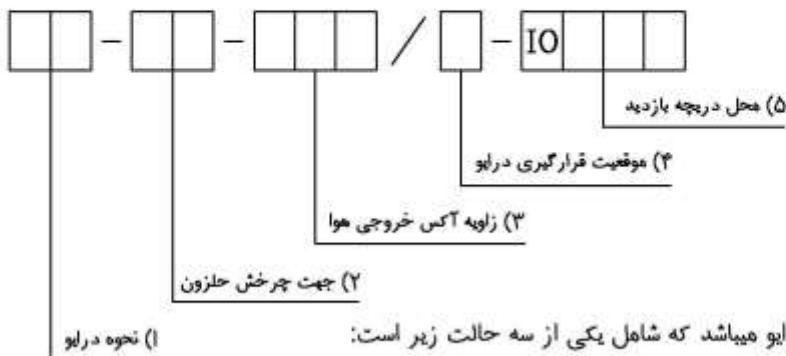 – – / – IO
۵) محل دریچه بازدید
۴) موقعیت قرارگیری درایو
۳) زاویه آکس خروجی هوا
۲) جهت چرخش حلزون
۱) نحوه درایو
ایو میباشد که شامل یکی از سه حالت زیر است: